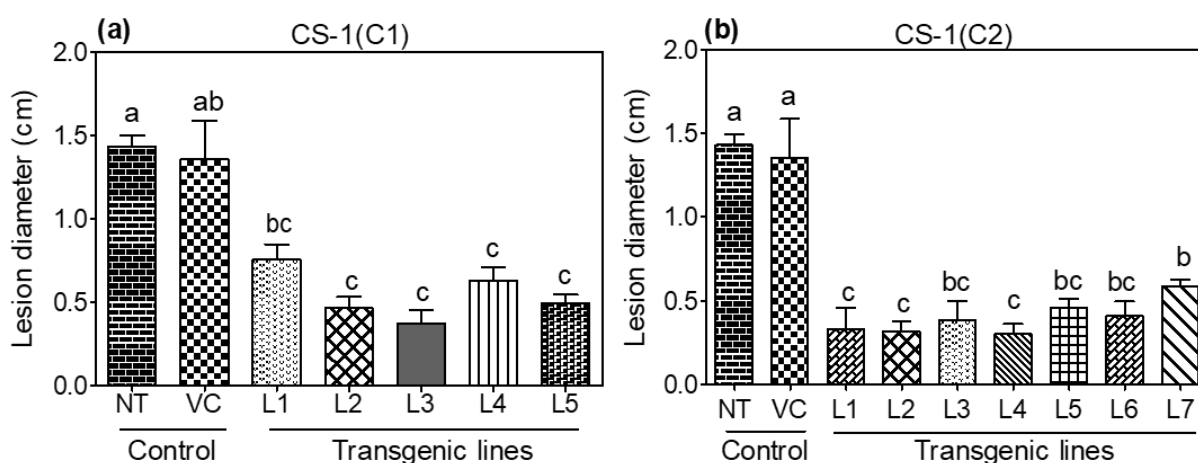 (a) CS-1(C1)
Lesion diameter (cm)
2.0
1.5
1.0
0.5
0.0
a ab bc c c c c
NT VC L1 L2 L3 L4 L5
Control Transgenic lines
(b) CS-1(C2)
Lesion diameter (cm)
2.0
1.5
1.0
0.5
0.0
a a c c bc c bc bc b
NT VC L1 L2 L3 L4 L5 L6 L7
Control Transgenic lines